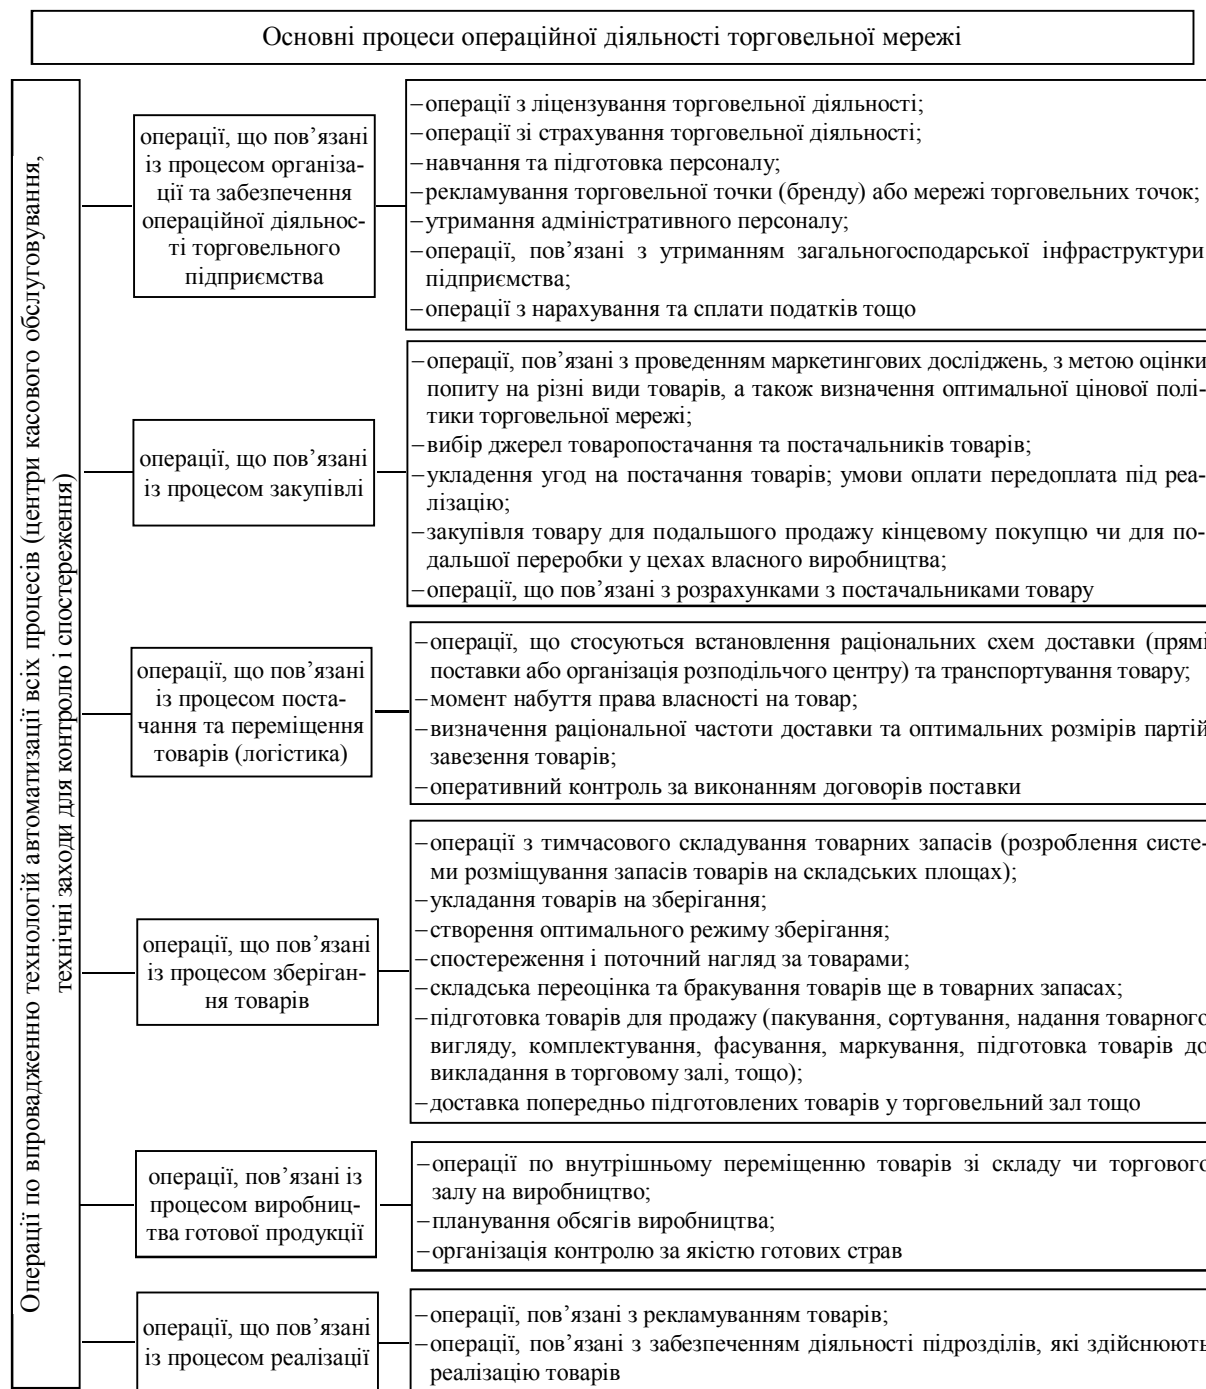 Основні процеси операційної діяльності торговельної мережі
Операції по впровадженню технологій автоматизації всіх процесів (центри касового обслуговування,
технічні заходи для контролю і спостереження)
операції, що пов’язані
із процесом організа-
ції та забезпечення
операційної діяльнос-
ті торговельного
підприємства
–операції з ліцензування торговельної діяльності;
–операції зі страхування торговельної діяльності;
–навчання та підготовка персоналу;
–рекламування торговельної точки (бренду) або мережі торговельних точок;
–утримання адміністративного персоналу;
–операції, пов’язані з утриманням загальногосподарської інфраструктури
підприємства;
–операції з нарахування та сплати податків тощо
операції, що пов’язані
із процесом закупівлі
–операції, пов’язані з проведенням маркетингових досліджень, з метою оцінки
попиту на різні види товарів, а також визначення оптимальної цінової полі-
тики торговельної мережі;
–вибір джерел товаропостачання та постачальників товарів;
–укладення угод на постачання товарів; умови оплати передоплата під реа-
лізацію;
–закупівля товару для подальшого продажу кінцевому покупцю чи для по-
дальшої переробки у цехах власного виробництва;
–операції, що пов’язані з розрахунками з постачальниками товару
операції, що пов’язані
із процесом поста-
чання та переміщення
товарів (логістика)
–операції, що стосуються встановлення раціональних схем доставки (прямі
поставки або організація розподільчого центру) та транспортування товару;
–момент набуття права власності на товар;
–визначення раціональної частоти доставки та оптимальних розмірів партій
завезення товарів;
–оперативний контроль за виконанням договорів поставки
операції, що пов’язані
із процесом зберіган-
ня товарів
–операції з тимчасового складування товарних запасів (розроблення систе-
ми розміщування запасів товарів на складських площах);
–укладання товарів на зберігання;
–створення оптимального режиму зберігання;
–спостереження і поточний нагляд за товарами;
–складська переоцінка та бракування товарів ще в товарних запасах;
–підготовка товарів для продажу (пакування, сортування, надання товарного
вигляду, комплектування, фасування, маркування, підготовка товарів до
викладання в торговому залі, тощо);
–доставка попередньо підготовлених товарів у торговельний зал тощо
операції, пов’язані із
процесом виробниц-
тва готової продукції
–операції по внутрішньому переміщенню товарів зі складу чи торгового
залу на виробництво;
–планування обсягів виробництва;
–організація контролю за якістю готових страв
операції, що пов’язані
із процесом реалізації
–операції, пов’язані з рекламуванням товарів;
–операції, пов’язані з забезпеченням діяльності підрозділів, які здійснюють
реалізацію товарів